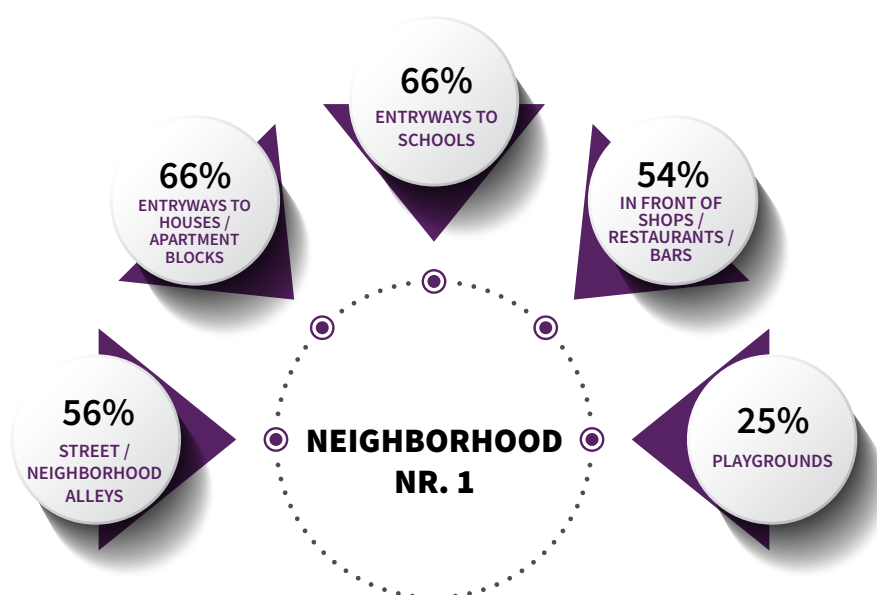 66%
ENTRYWAYS TO
SCHOOLS
66%
ENTRYWAYS TO
HOUSES /
APARTMENT
BLOCKS
54%
IN FRONT OF
SHOPS /
RESTAURANTS /
BARS
56%
STREET /
NEIGHBORHOOD
ALLEYS
25%
PLAYGROUNDS
NEIGHBORHOOD
NR. 1